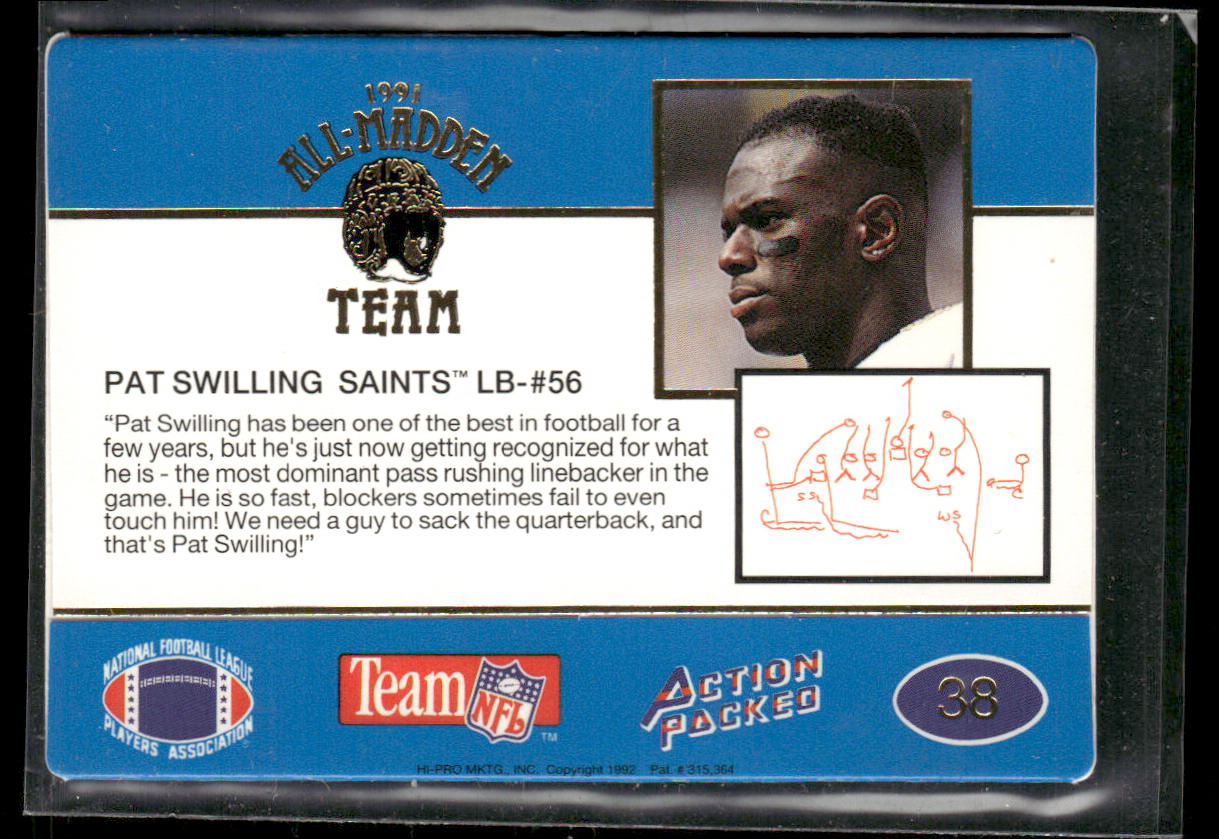 1991
ALL-MADDEN
TEAM
PAT SWILLING SAINTS™ LB-#56
“Pat Swilling has been one of the best in football for a
few years, but he's just now getting recognized for what
he is - the most dominant pass rushing linebacker in the
game. He is so fast, blockers sometimes fail to even
touch him! We need a guy to sack the quarterback, and
that's Pat Swilling!”
SS
WS
NATIONAL FOOTBALL LEAGUE
PLAYERS ASSOCIATION
Team NFL ™
ACTION
PACKED
38
HI-PRO MKTG., INC. Copyright 1992 Pat. # 315,364